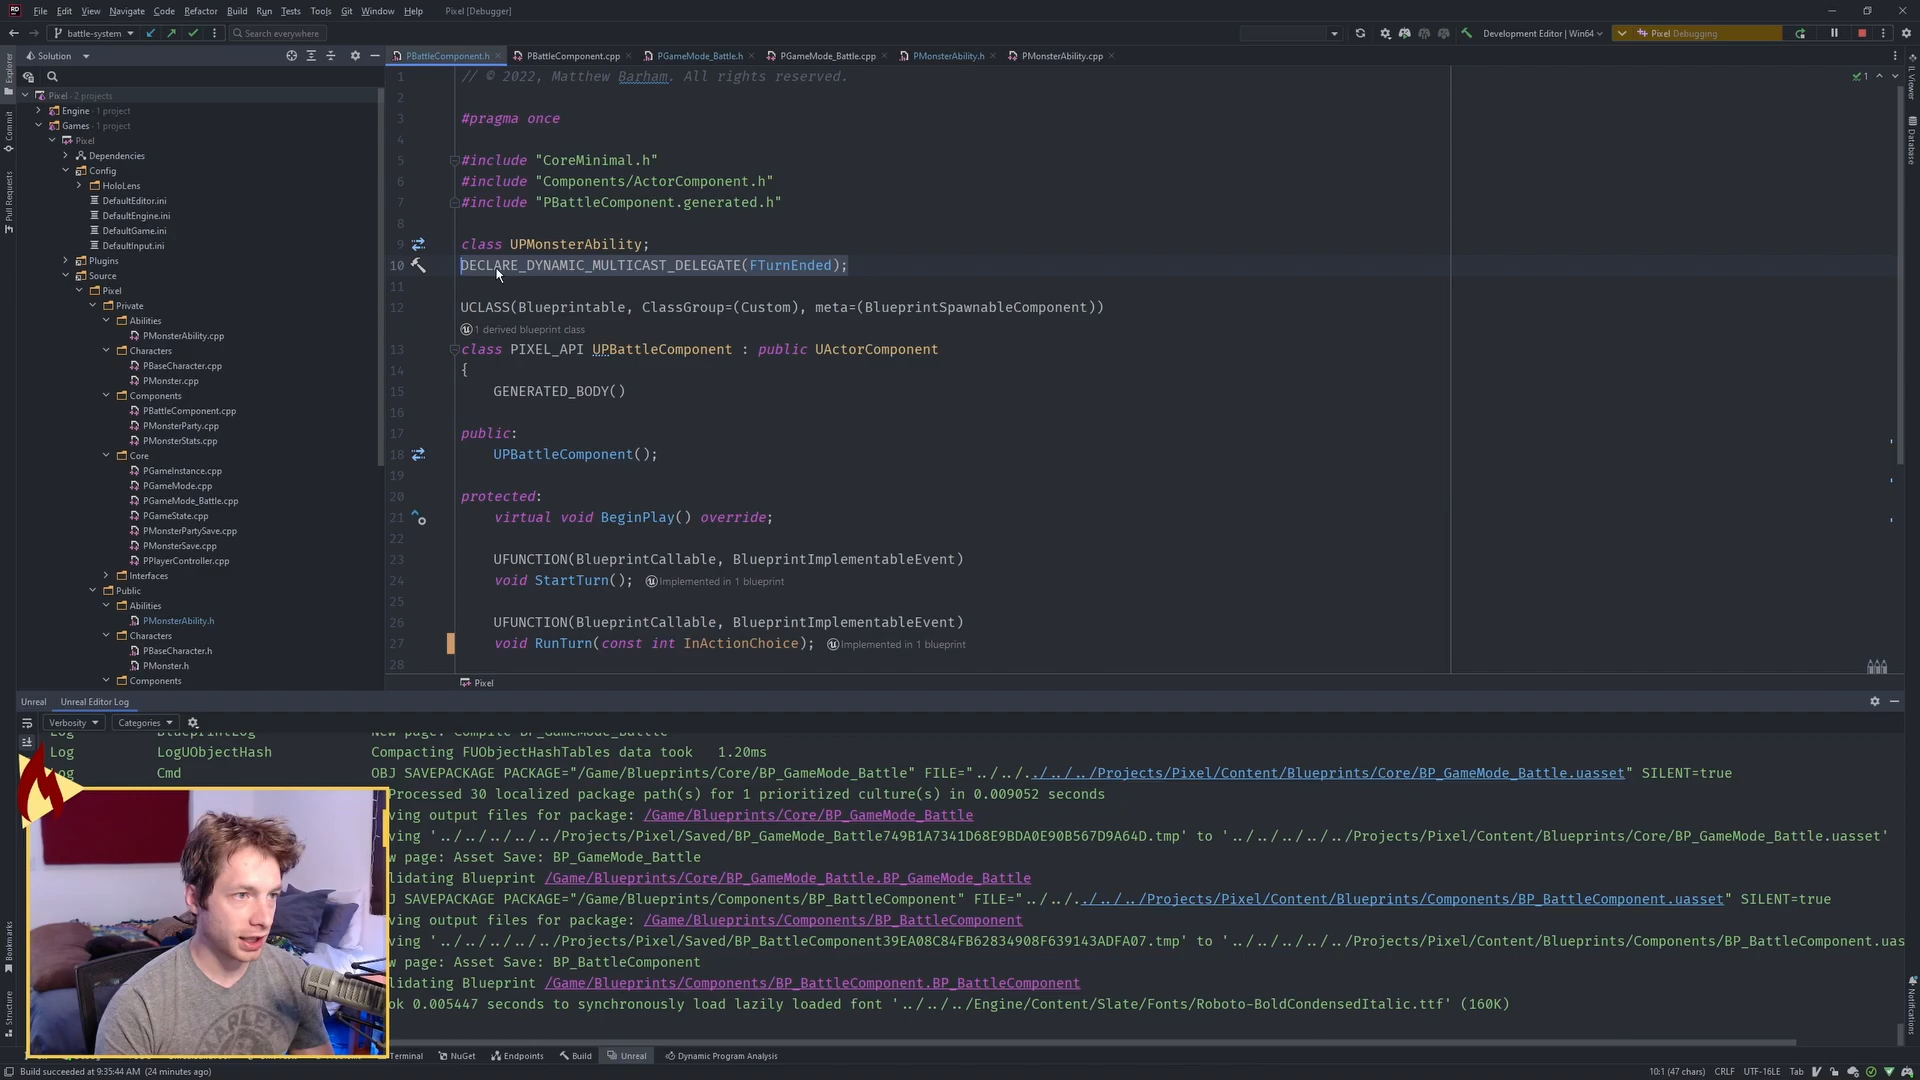 File Edit View Navigate Code Refactor Build Run Tests Tools Git Window Help Pixel [Debugger]
battle-system Search everywhere Development Editor | Win64 Pixel Debugging
Solution PBattleComponent.h PBattleComponent.cpp PGameMode_Battle.h PGameMode_Battle.cpp PMonsterAbility.h PMonsterAbility.cpp
Explorer
Commit
Pull Requests
Pixel · 2 projects
Engine · 1 project
Games · 1 project
Pixel
Dependencies
Config
HoloLens
DefaultEditor.ini
DefaultEngine.ini
DefaultGame.ini
DefaultInput.ini
Plugins
Source
Pixel
Private
Abilities
PMonsterAbility.cpp
Characters
PBaseCharacter.cpp
PMonster.cpp
Components
PBattleComponent.cpp
PMonsterParty.cpp
PMonsterStats.cpp
Core
PGameInstance.cpp
PGameMode.cpp
PGameMode_Battle.cpp
PGameState.cpp
PMonsterPartySave.cpp
PMonsterSave.cpp
PPlayerController.cpp
Interfaces
Public
Abilities
PMonsterAbility.h
Characters
PBaseCharacter.h
PMonster.h
Components
1 // © 2022, Matthew Barham. All rights reserved.
2
3 #pragma once
4
5 #include "CoreMinimal.h"
6 #include "Components/ActorComponent.h"
7 #include "PBattleComponent.generated.h"
8
9 class UPMonsterAbility;
10 DECLARE_DYNAMIC_MULTICAST_DELEGATE(FTurnEnded);
11
12 UCLASS(Blueprintable, ClassGroup=(Custom), meta=(BlueprintSpawnableComponent))
1 derived blueprint class
13 class PIXEL_API UPBattleComponent : public UActorComponent
14 {
15 GENERATED_BODY()
16
17 public:
18 UPBattleComponent();
19
20 protected:
21 virtual void BeginPlay() override;
22
23 UFUNCTION(BlueprintCallable, BlueprintImplementableEvent)
24 void StartTurn(); Implemented in 1 blueprint
25
26 UFUNCTION(BlueprintCallable, BlueprintImplementableEvent)
27 void RunTurn(const int InActionChoice); Implemented in 1 blueprint
28
1
IL Viewer
Database
Pixel
Unreal Unreal Editor Log
Verbosity Categories
Log BlueprintLog New page: Compile BP_GameMode_Battle
Log LogUObjectHash Compacting FUObjectHashTables data took 1.20ms
Log Cmd OBJ SAVEPACKAGE PACKAGE="/Game/Blueprints/Core/BP_GameMode_Battle" FILE="../../../../../Projects/Pixel/Content/Blueprints/Core/BP_GameMode_Battle.uasset" SILENT=true
Processed 30 localized package path(s) for 1 prioritized culture(s) in 0.009052 seconds
ving output files for package: /Game/Blueprints/Core/BP_GameMode_Battle
ving '../../../../../Projects/Pixel/Saved/BP_GameMode_Battle749B1A7341D68E9BDA0E90B567D9A64D.tmp' to '../../../../../Projects/Pixel/Content/Blueprints/Core/BP_GameMode_Battle.uasset'
w page: Asset Save: BP_GameMode_Battle
lidating Blueprint /Game/Blueprints/Core/BP_GameMode_Battle.BP_GameMode_Battle
J SAVEPACKAGE PACKAGE="/Game/Blueprints/Components/BP_BattleComponent" FILE="../../../../../Projects/Pixel/Content/Blueprints/Components/BP_BattleComponent.uasset" SILENT=true
ving output files for package: /Game/Blueprints/Components/BP_BattleComponent
ving '../../../../../Projects/Pixel/Saved/BP_BattleComponent39EA08C84FB62834908F639143ADFA07.tmp' to '../../../../../Projects/Pixel/Content/Blueprints/Components/BP_BattleComponent.uas
w page: Asset Save: BP_BattleComponent
lidating Blueprint /Game/Blueprints/Components/BP_BattleComponent.BP_BattleComponent
ok 0.005447 seconds to synchronously load lazily loaded font '../../../Engine/Content/Slate/Fonts/Roboto-BoldCondensedItalic.ttf' (160K)
Bookmarks
Structure
Notifications
Terminal NuGet Endpoints Build Unreal Dynamic Program Analysis
Build succeeded at 9:35:44 AM (24 minutes ago) 10:1 (47 chars) CRLF UTF-16LE Tab